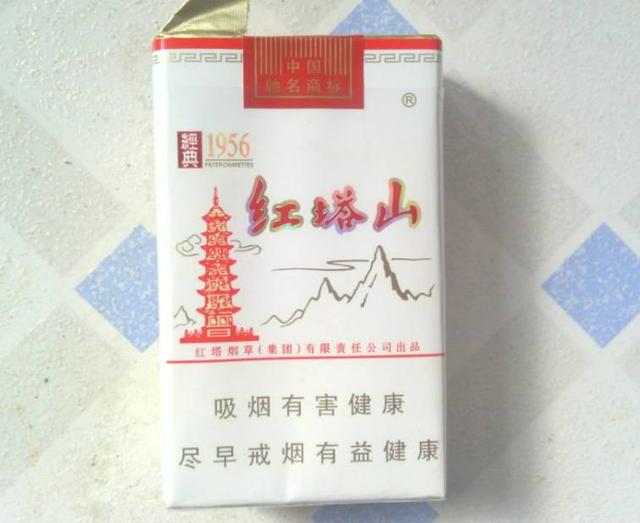 中国
驰名商标
®
經典 1956
FILTER CIGARETTES
红塔山
红塔烟草(集团)有限责任公司出品
吸烟有害健康
尽早戒烟有益健康